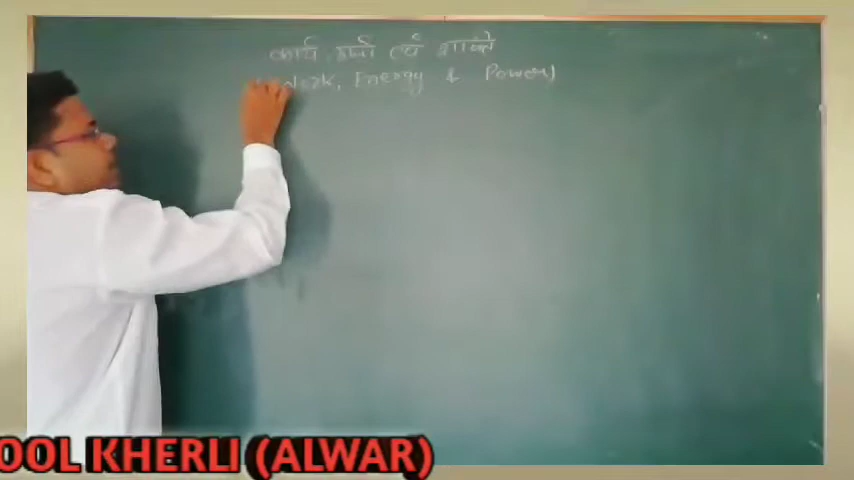 कार्य, ऊर्जा एवं शक्ति
(Work, Energy & Power)
OOL KHERLI (ALWAR)